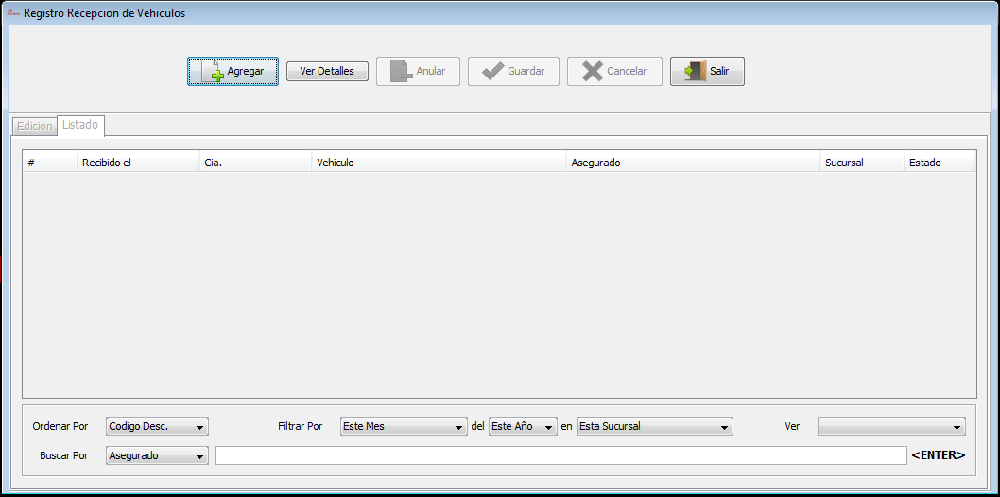 Registro Recepcion de Vehiculos
Agregar Ver Detalles Anular Guardar Cancelar Salir
Edicion Listado
# Recibido el Cia. Vehiculo Asegurado Sucursal Estado
Ordenar Por Codigo Desc. Filtrar Por Este Mes del Este Año en Esta Sucursal Ver
Buscar Por Asegurado <ENTER>